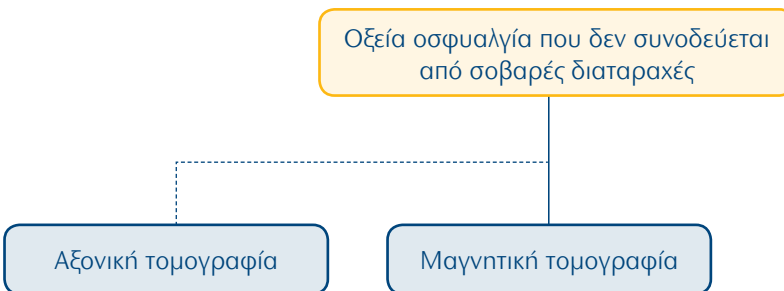 Οξεία οσφυαλγία που δεν συνοδεύεται
από σοβαρές διαταραχές
Αξονική τομογραφία
Μαγνητική τομογραφία